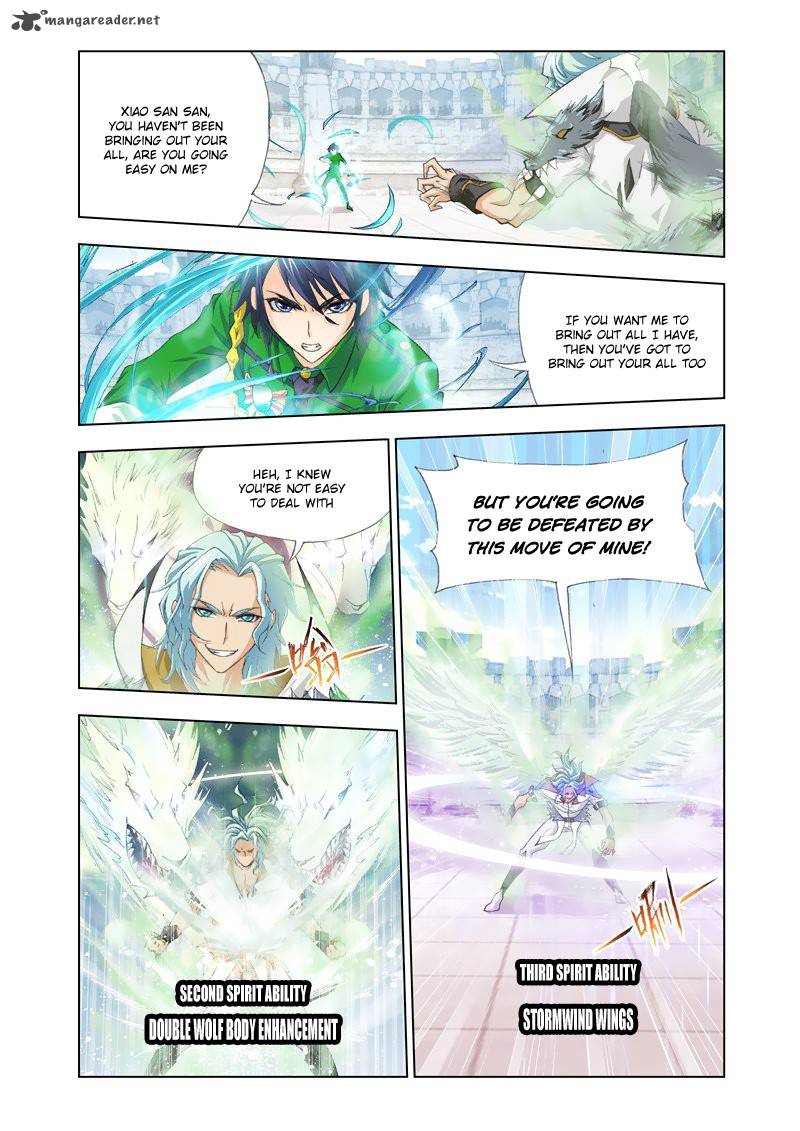 mangareader.net
XIAO SAN SAN,
YOU HAVEN'T BEEN
BRINGING OUT YOUR
ALL, ARE YOU GOING
EASY ON ME?
IF YOU WANT ME TO
BRING OUT ALL I HAVE,
THEN YOU'VE GOT TO
BRING OUT YOUR ALL TOO
HEH, I KNEW
YOU'RE NOT EASY
TO DEAL WITH
嗡
SECOND SPIRIT ABILITY
DOUBLE WOLF BODY ENHANCEMENT
BUT YOU'RE GOING
TO BE DEFEATED BY
THIS MOVE OF MINE!
THIRD SPIRIT ABILITY
STORMWIND WINGS